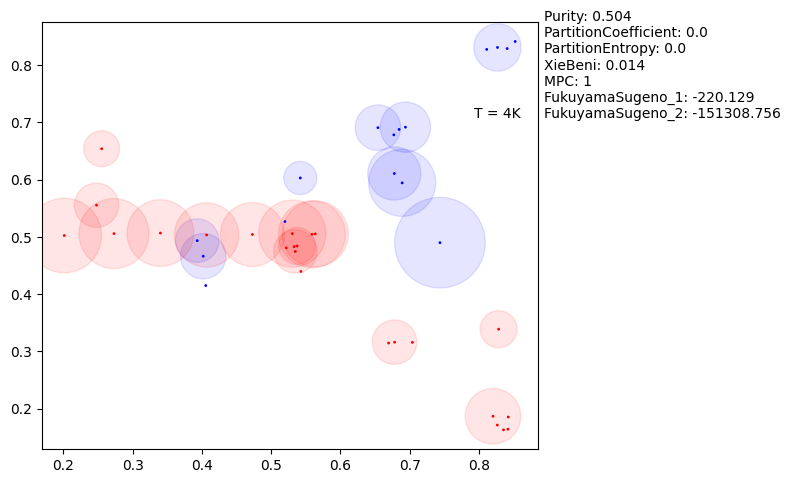 Purity: 0.504
PartitionCoefficient: 0.0
PartitionEntropy: 0.0
XieBeni: 0.014
MPC: 1
FukuyamaSugeno_1: -220.129
FukuyamaSugeno_2: -151308.756
T = 4K
0.8
0.7
0.6
0.5
0.4
0.3
0.2
0.2 0.3 0.4 0.5 0.6 0.7 0.8